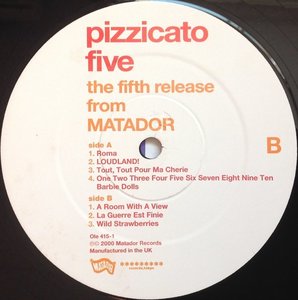 pizzicato
five
the fifth release
from
MATADOR
B
side A
1. Roma
2. LOUDLAND!
3. Tout, Tout Pour Ma Cherie
4. One Two Three Four Five Six Seven Eight Nine Ten
Barbie Dolls
side B
1. A Room With A View
2. La Guerre Est Finie
3. Wild Strawberries
Ole 415-1
℗© 2000 Matador Records
Manufactured in the UK
MATADOR